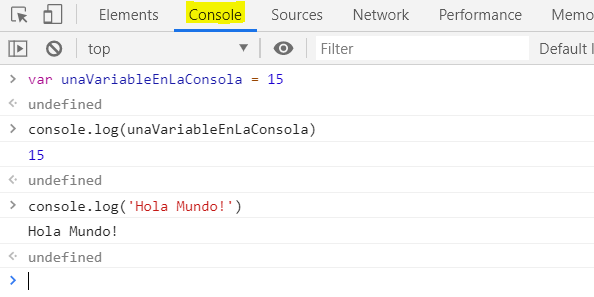 Elements Console Sources Network Performance Memo
top Filter Default l
> var unaVariableEnLaConsola = 15
undefined
> console.log(unaVariableEnLaConsola)
15
undefined
> console.log('Hola Mundo!')
Hola Mundo!
undefined
>